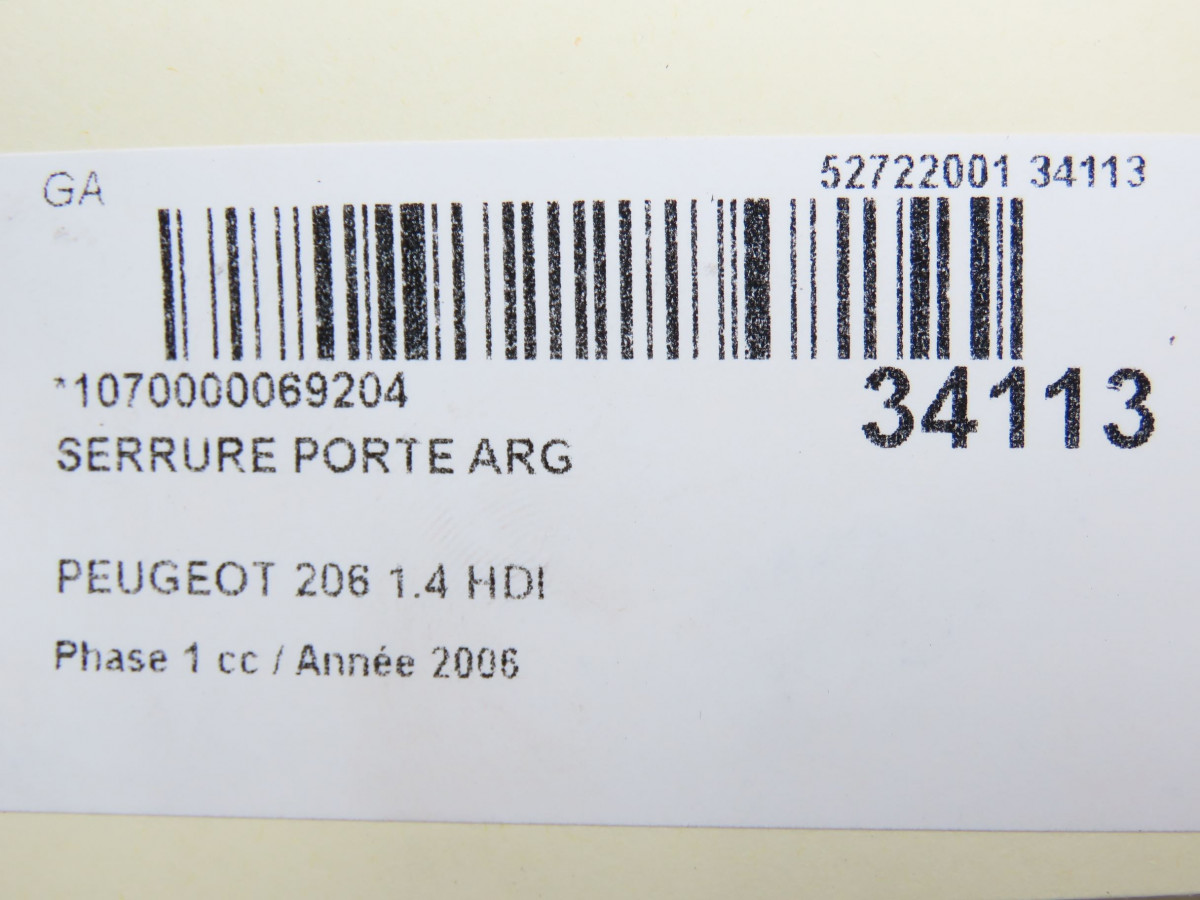 GA
52722001 34113
*1070000069204
34113
SERRURE PORTE ARG
PEUGEOT 206 1.4 HDI
Phase 1 cc / Année 2006